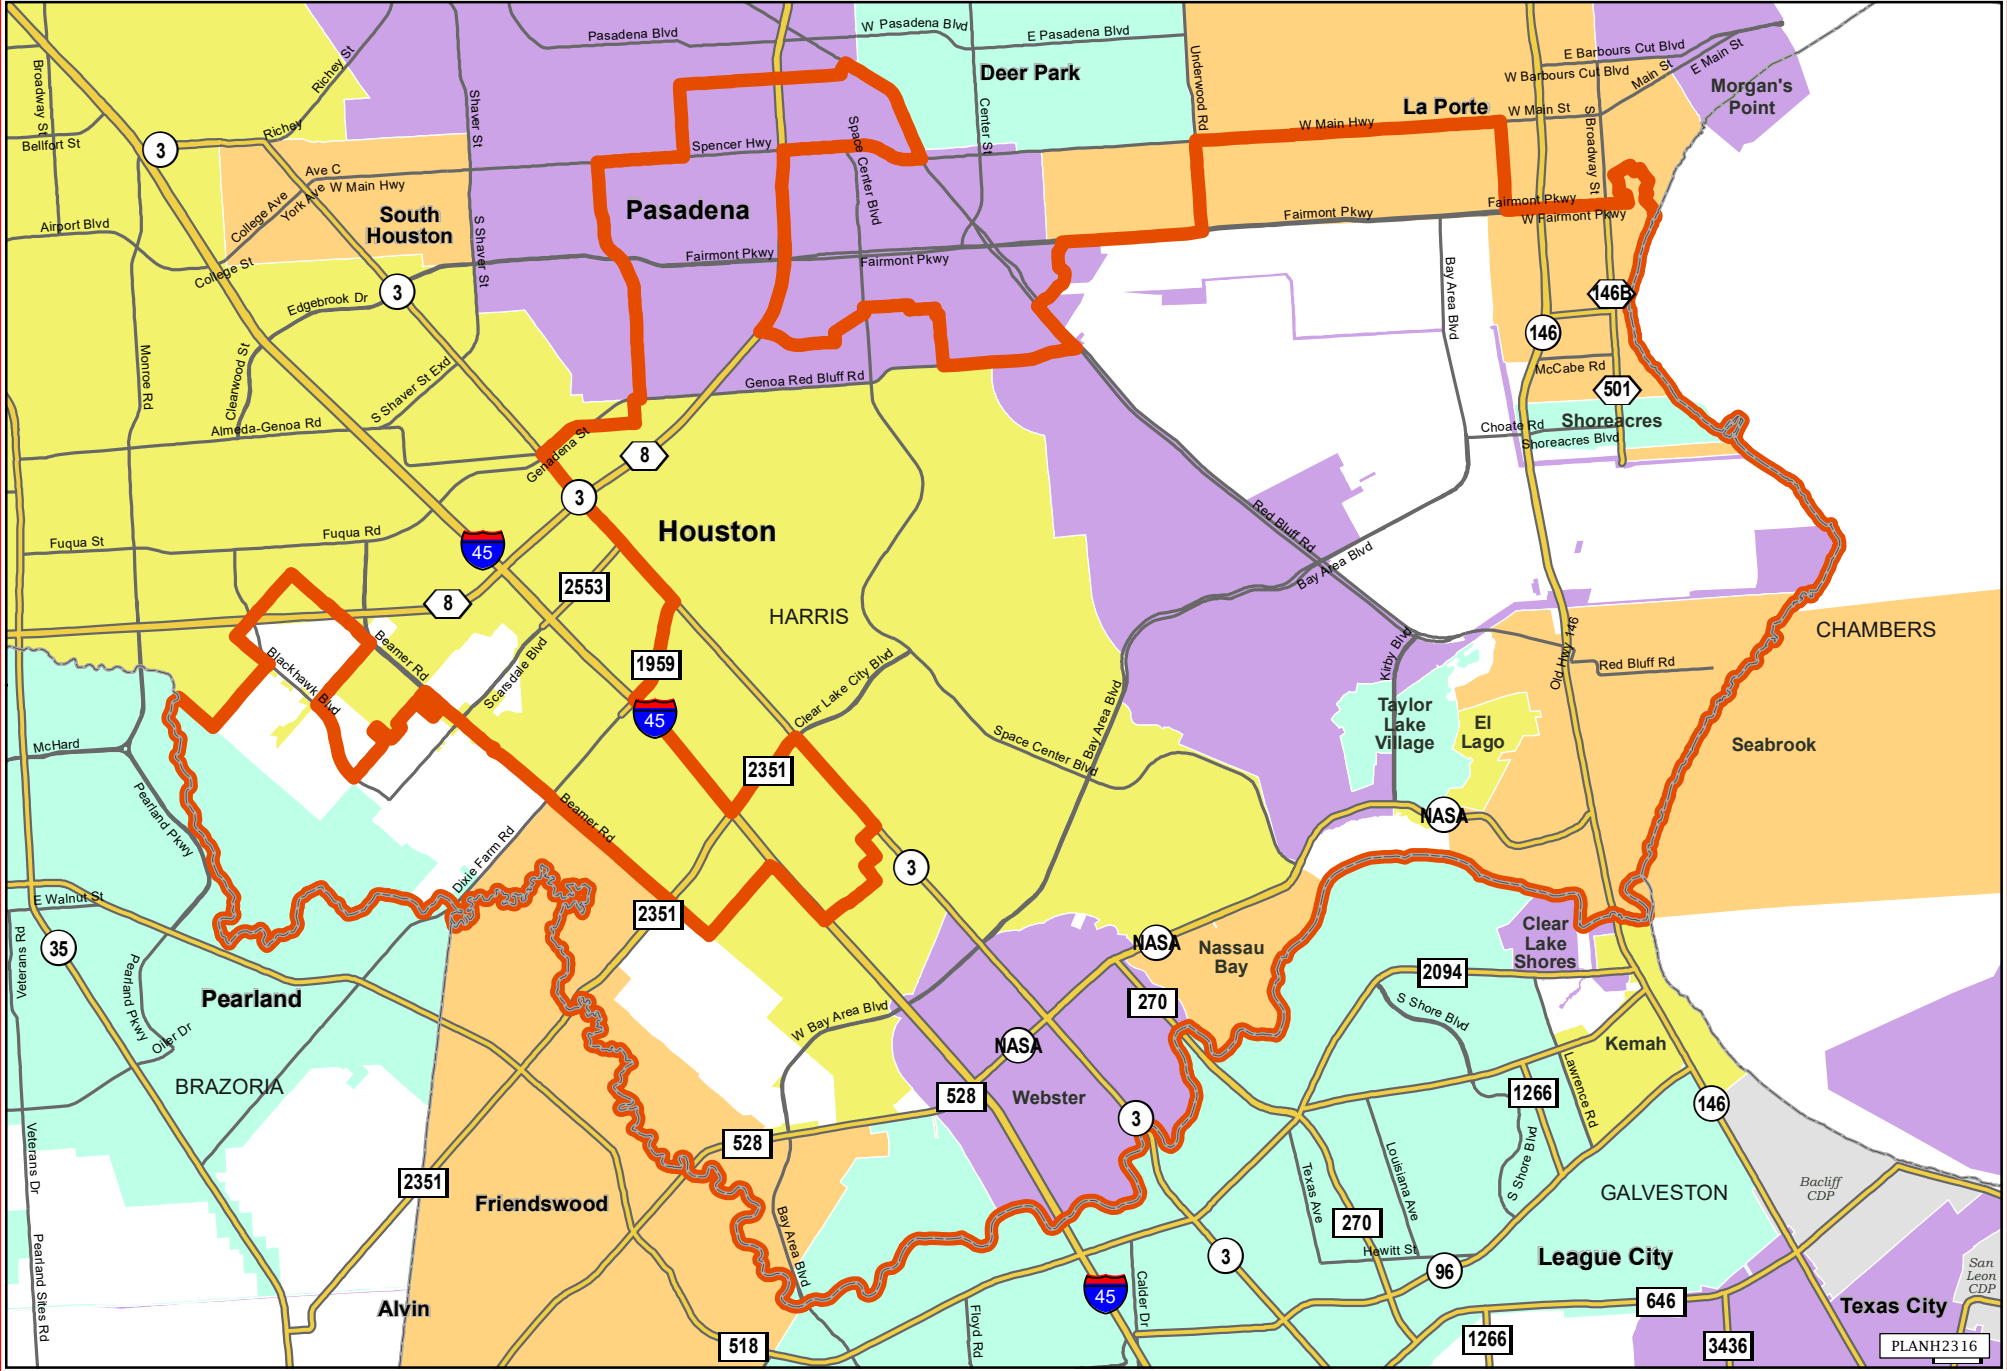 W Pasadena Blvd
Pasadena Blvd
E Pasadena Blvd
Deer Park
Underwood Rd
Broadway St
Richey St
Shaver St
E Barbours Cut Blvd
W Barbours Cut Blvd
Main St
E Main St
Morgan's
Point
La Porte
W Main St
W Main Hwy
S Broadway St
Center St
Space Center Blvd
Bellfort St
3
Richey
Spencer Hwy
Ave C
W Main Hwy
College Ave
York Ave
South
Houston
Pasadena
Airport Blvd
College St
S Shaver St
Fairmont Pkwy
Fairmont Pkwy
Fairmont Pkwy
Fairmont Pkwy
W Fairmont Pkwy
Edgebrook Dr
3
146B
146
Bay Area Blvd
Monroe Rd
Clearwood St
S Shaver St Exd
Genoa Red Bluff Rd
McCabe Rd
501
Almeda-Genoa Rd
Genadena St
8
Choate Rd
Shoreacres
Shoreacres Blvd
3
Houston
Red Bluff Rd
Bay Area Blvd
Fuqua St
Fuqua Rd
45
2553
8
HARRIS
CHAMBERS
Beamer Rd
Blackhawk Blvd
Scarsdale Blvd
1959
45
Clear Lake City Blvd
Kirby Blvd
Old Hwy 146
Red Bluff Rd
Bay Area Blvd
Space Center Blvd
Taylor
Lake
Village
El
Lago
Seabrook
McHard
Pearland Pkwy
2351
Beamer Rd
Dixie Farm Rd
NASA
3
E Walnut St
2351
35
Veterans Rd
Pearland Pkwy
Oiler Dr
Pearland
BRAZORIA
NASA
Nassau
Bay
Clear
Lake
Shores
2094
270
S Shore Blvd
W Bay Area Blvd
NASA
Kemah
Lawrence Rd
528
Webster
1266
146
3
528
Veterans Dr
2351
Friendswood
Bay Area Blvd
Texas Ave
Louisiana Ave
S Shore Blvd
GALVESTON
Bacliff
CDP
270
Hewitt St
3
96
League City
Pearland Sites Rd
Alvin
45
Calder Dr
Floyd Rd
518
1266
646
3436
San
Leon
CDP
Texas City
PLANH2316